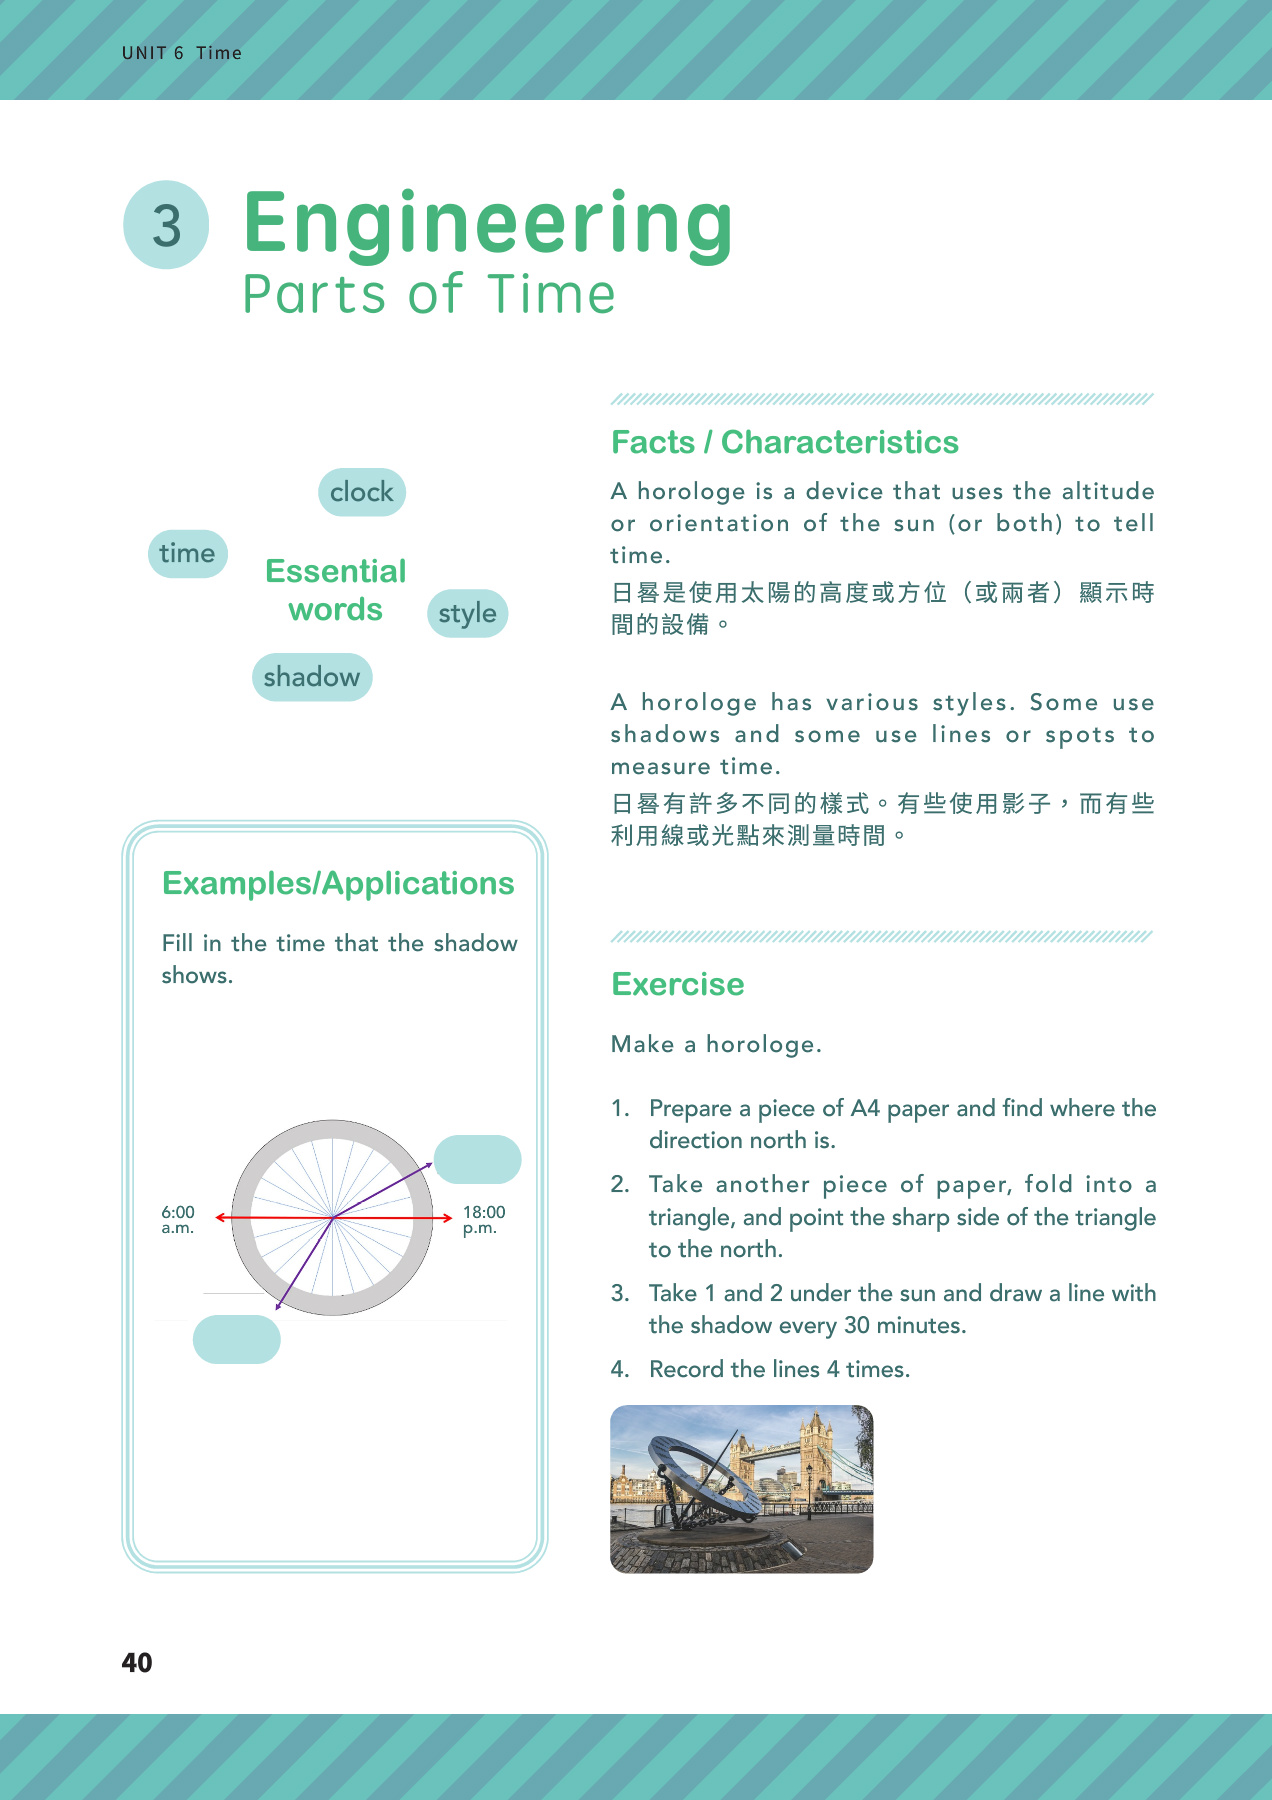 UNIT 6 Time
3
Engineering
Parts of Time
clock
time
Essential
words
style
shadow
Examples/Applications
Fill in the time that the shadow
shows.
6:00
a.m.
18:00
p.m.
Facts / Characteristics
A horologe is a device that uses the altitude
or orientation of the sun (or both) to tell
time.
日晷是使用太陽的高度或方位（或兩者）顯示時
間的設備。
A horologe has various styles. Some use
shadows and some use lines or spots to
measure time.
日晷有許多不同的樣式。有些使用影子，而有些
利用線或光點來測量時間。
Exercise
Make a horologe.
1. Prepare a piece of A4 paper and find where the
direction north is.
2. Take another piece of paper, fold into a
triangle, and point the sharp side of the triangle
to the north.
3. Take 1 and 2 under the sun and draw a line with
the shadow every 30 minutes.
4. Record the lines 4 times.
40